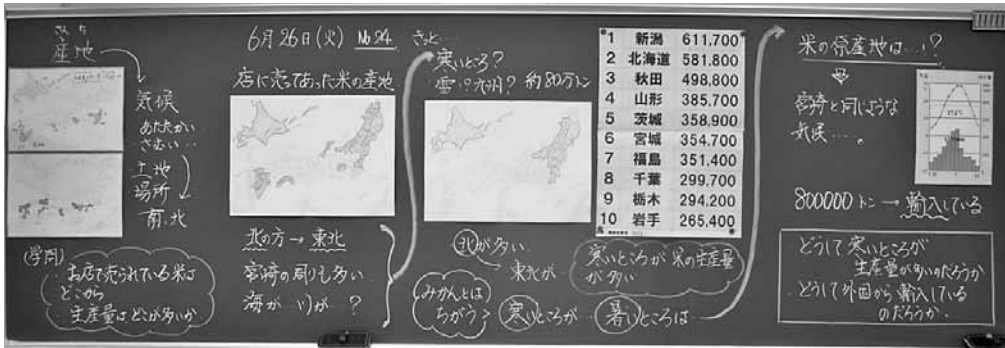 さんち
産地
気候
あたたかい
さむい‥
土地
場所
南、北
(学問)
お店で売られている米は
どこから
生産量はどこが多いか
6月26日(火) No24
店に売ってあった米の産地
北の方→東北
宮崎の周りも多い
海が
?
きっと…
寒いところ?
雪!?九州? 約80万トン
北が多い
東北が
みかんとは
ちがう>
寒いところが 暑いところは
1 新潟 611,700
2 北海道 581,800
3 秋田 498,800
4 山形 385,700
5 茨城 358,900
6 宮城 354,700
7 福島 351,400
8 千葉 299,700
9 栃木 294,200
10 岩手 265,400
寒いところが米の生産量
が多い
米の原産地は…!?
宮崎と同じような
気候……。
800000トン→輸入している
どうして寒いところが
生産量が多いのだろうか
どうして外国から輸入している
のだろうか。